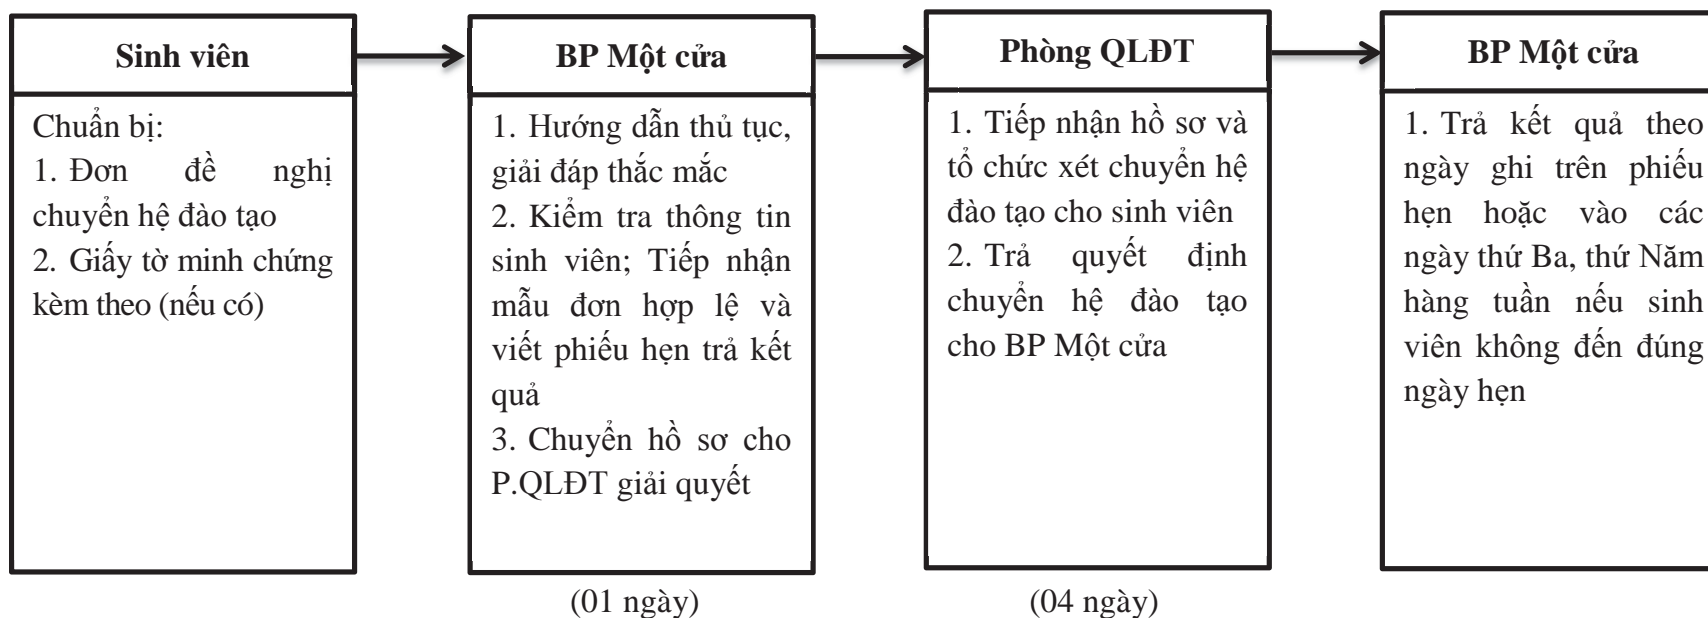 Sinh viên
Chuẩn bị:
1. Đơn đề nghị
chuyển hệ đào tạo
2. Giấy tờ minh chứng
kèm theo (nếu có)
BP Một cửa
1. Hướng dẫn thủ tục,
giải đáp thắc mắc
2. Kiểm tra thông tin
sinh viên; Tiếp nhận
mẫu đơn hợp lệ và
viết phiếu hẹn trả kết
quả
3. Chuyển hồ sơ cho
P.QLĐT giải quyết
(01 ngày)
Phòng QLĐT
1. Tiếp nhận hồ sơ và
tổ chức xét chuyển hệ
đào tạo cho sinh viên
2. Trả quyết định
chuyển hệ đào tạo
cho BP Một cửa
(04 ngày)
BP Một cửa
1. Trả kết quả theo
ngày ghi trên phiếu
hẹn hoặc vào các
ngày thứ Ba, thứ Năm
hàng tuần nếu sinh
viên không đến đúng
ngày hẹn